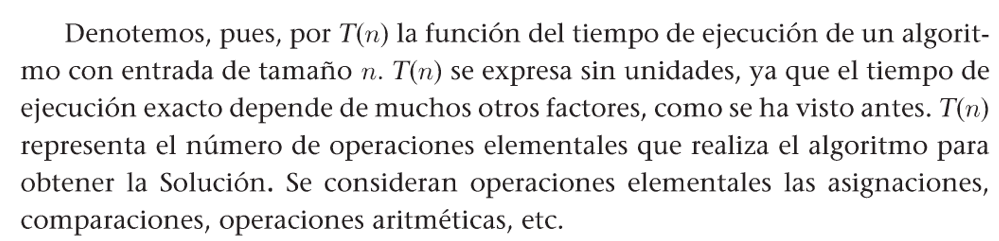 Denotemos, pues, por T(n) la función del tiempo de ejecución de un algorit-
mo con entrada de tamaño n. T(n) se expresa sin unidades, ya que el tiempo de
ejecución exacto depende de muchos otros factores, como se ha visto antes. T(n)
representa el número de operaciones elementales que realiza el algoritmo para
obtener la Solución. Se consideran operaciones elementales las asignaciones,
comparaciones, operaciones aritméticas, etc.